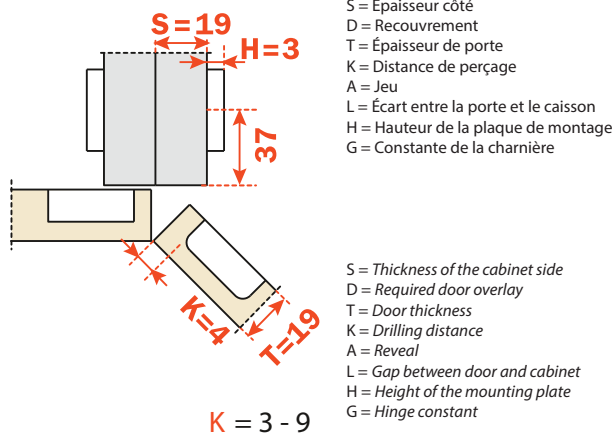 S=19
H=3
37
K=4
T=19
K = 3 - 9
S = Épaisseur côté
D = Recouvrement
T = Épaisseur de porte
K = Distance de perçage
A = Jeu
L = Écart entre la porte et le caisson
H = Hauteur de la plaque de montage
G = Constante de la charnière
S = Thickness of the cabinet side
D = Required door overlay
T = Door thickness
K = Drilling distance
A = Reveal
L = Gap between door and cabinet
H = Height of the mounting plate
G = Hinge constant